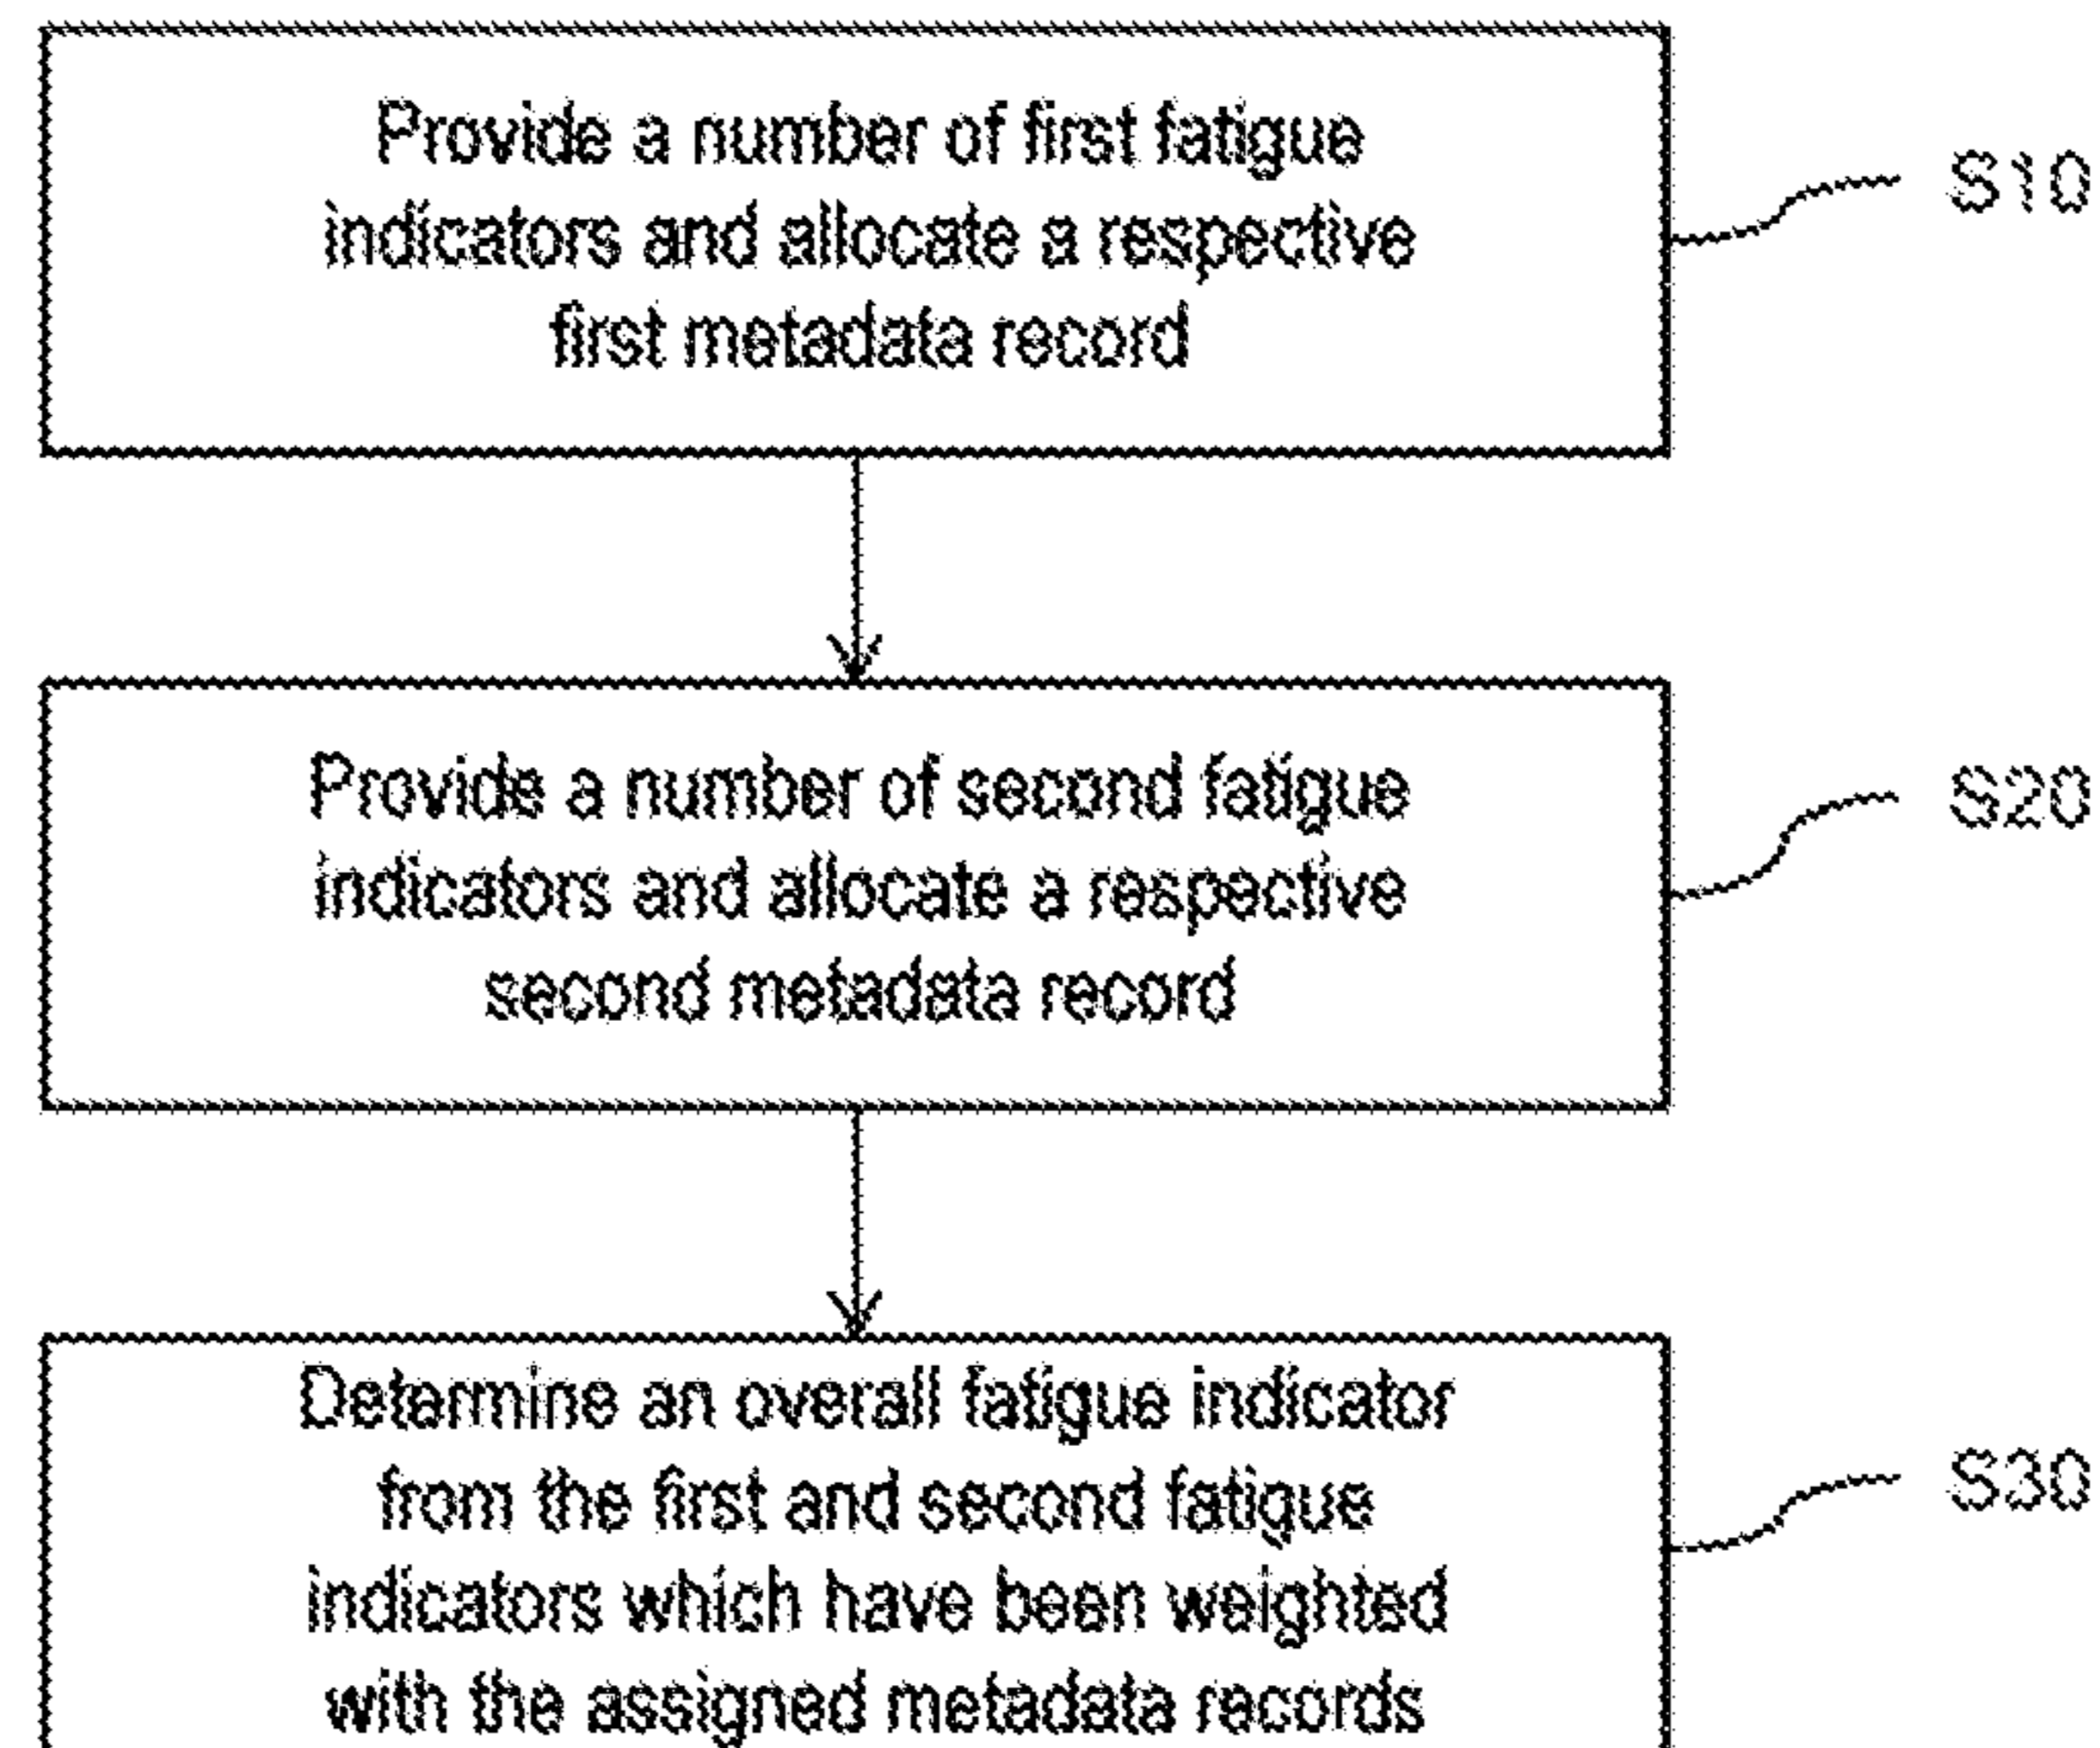 Provide a number of first fatigue
indicators and allocate a respective
first metadata record
S10
Provide a number of second fatigue
indicators and allocate a respective
second metadata record
S20
Determine an overall fatigue indicator
from the first and second fatigue
indicators which have been weighted
with the assigned metadata records
S30